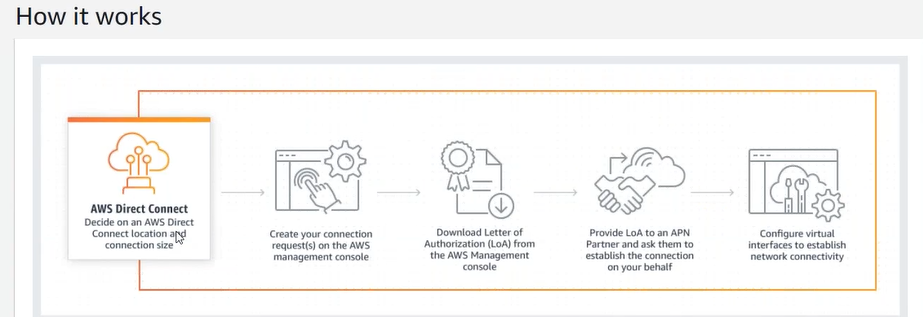 How it works
AWS Direct Connect
Decide on an AWS Direct
Connect location and
connection size
Create your connection
request(s) on the AWS
management console
Download Letter of
Authorization (LoA) from
the AWS Management
console
Provide LoA to an APN
Partner and ask them to
establish the connection
on your behalf
Configure virtual
interfaces to establish
network connectivity